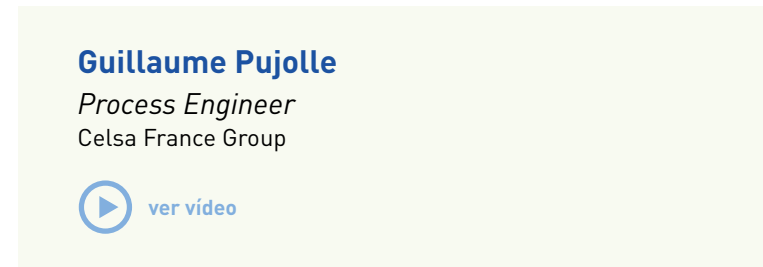 Guillaume Pujolle
Process Engineer
Celsa France Group
ver vídeo